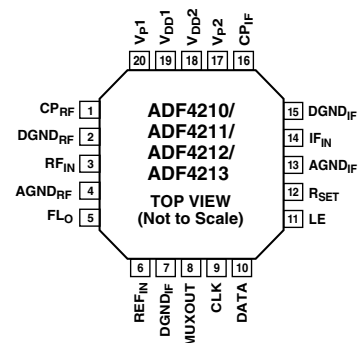 VP1
VDD1
VDD2
VP2
CPIF
20
19
18
17
16
CPRF 1
DGNDRF 2
RFIN 3
AGNDRF 4
FLO 5
ADF4210/
ADF4211/
ADF4212/
ADF4213
TOP VIEW
(Not to Scale)
15 DGNDIF
14 IFIN
13 AGNDIF
12 RSET
11 LE
6
7
8
9
10
REFIN
DGNDIF
MUXOUT
CLK
DATA